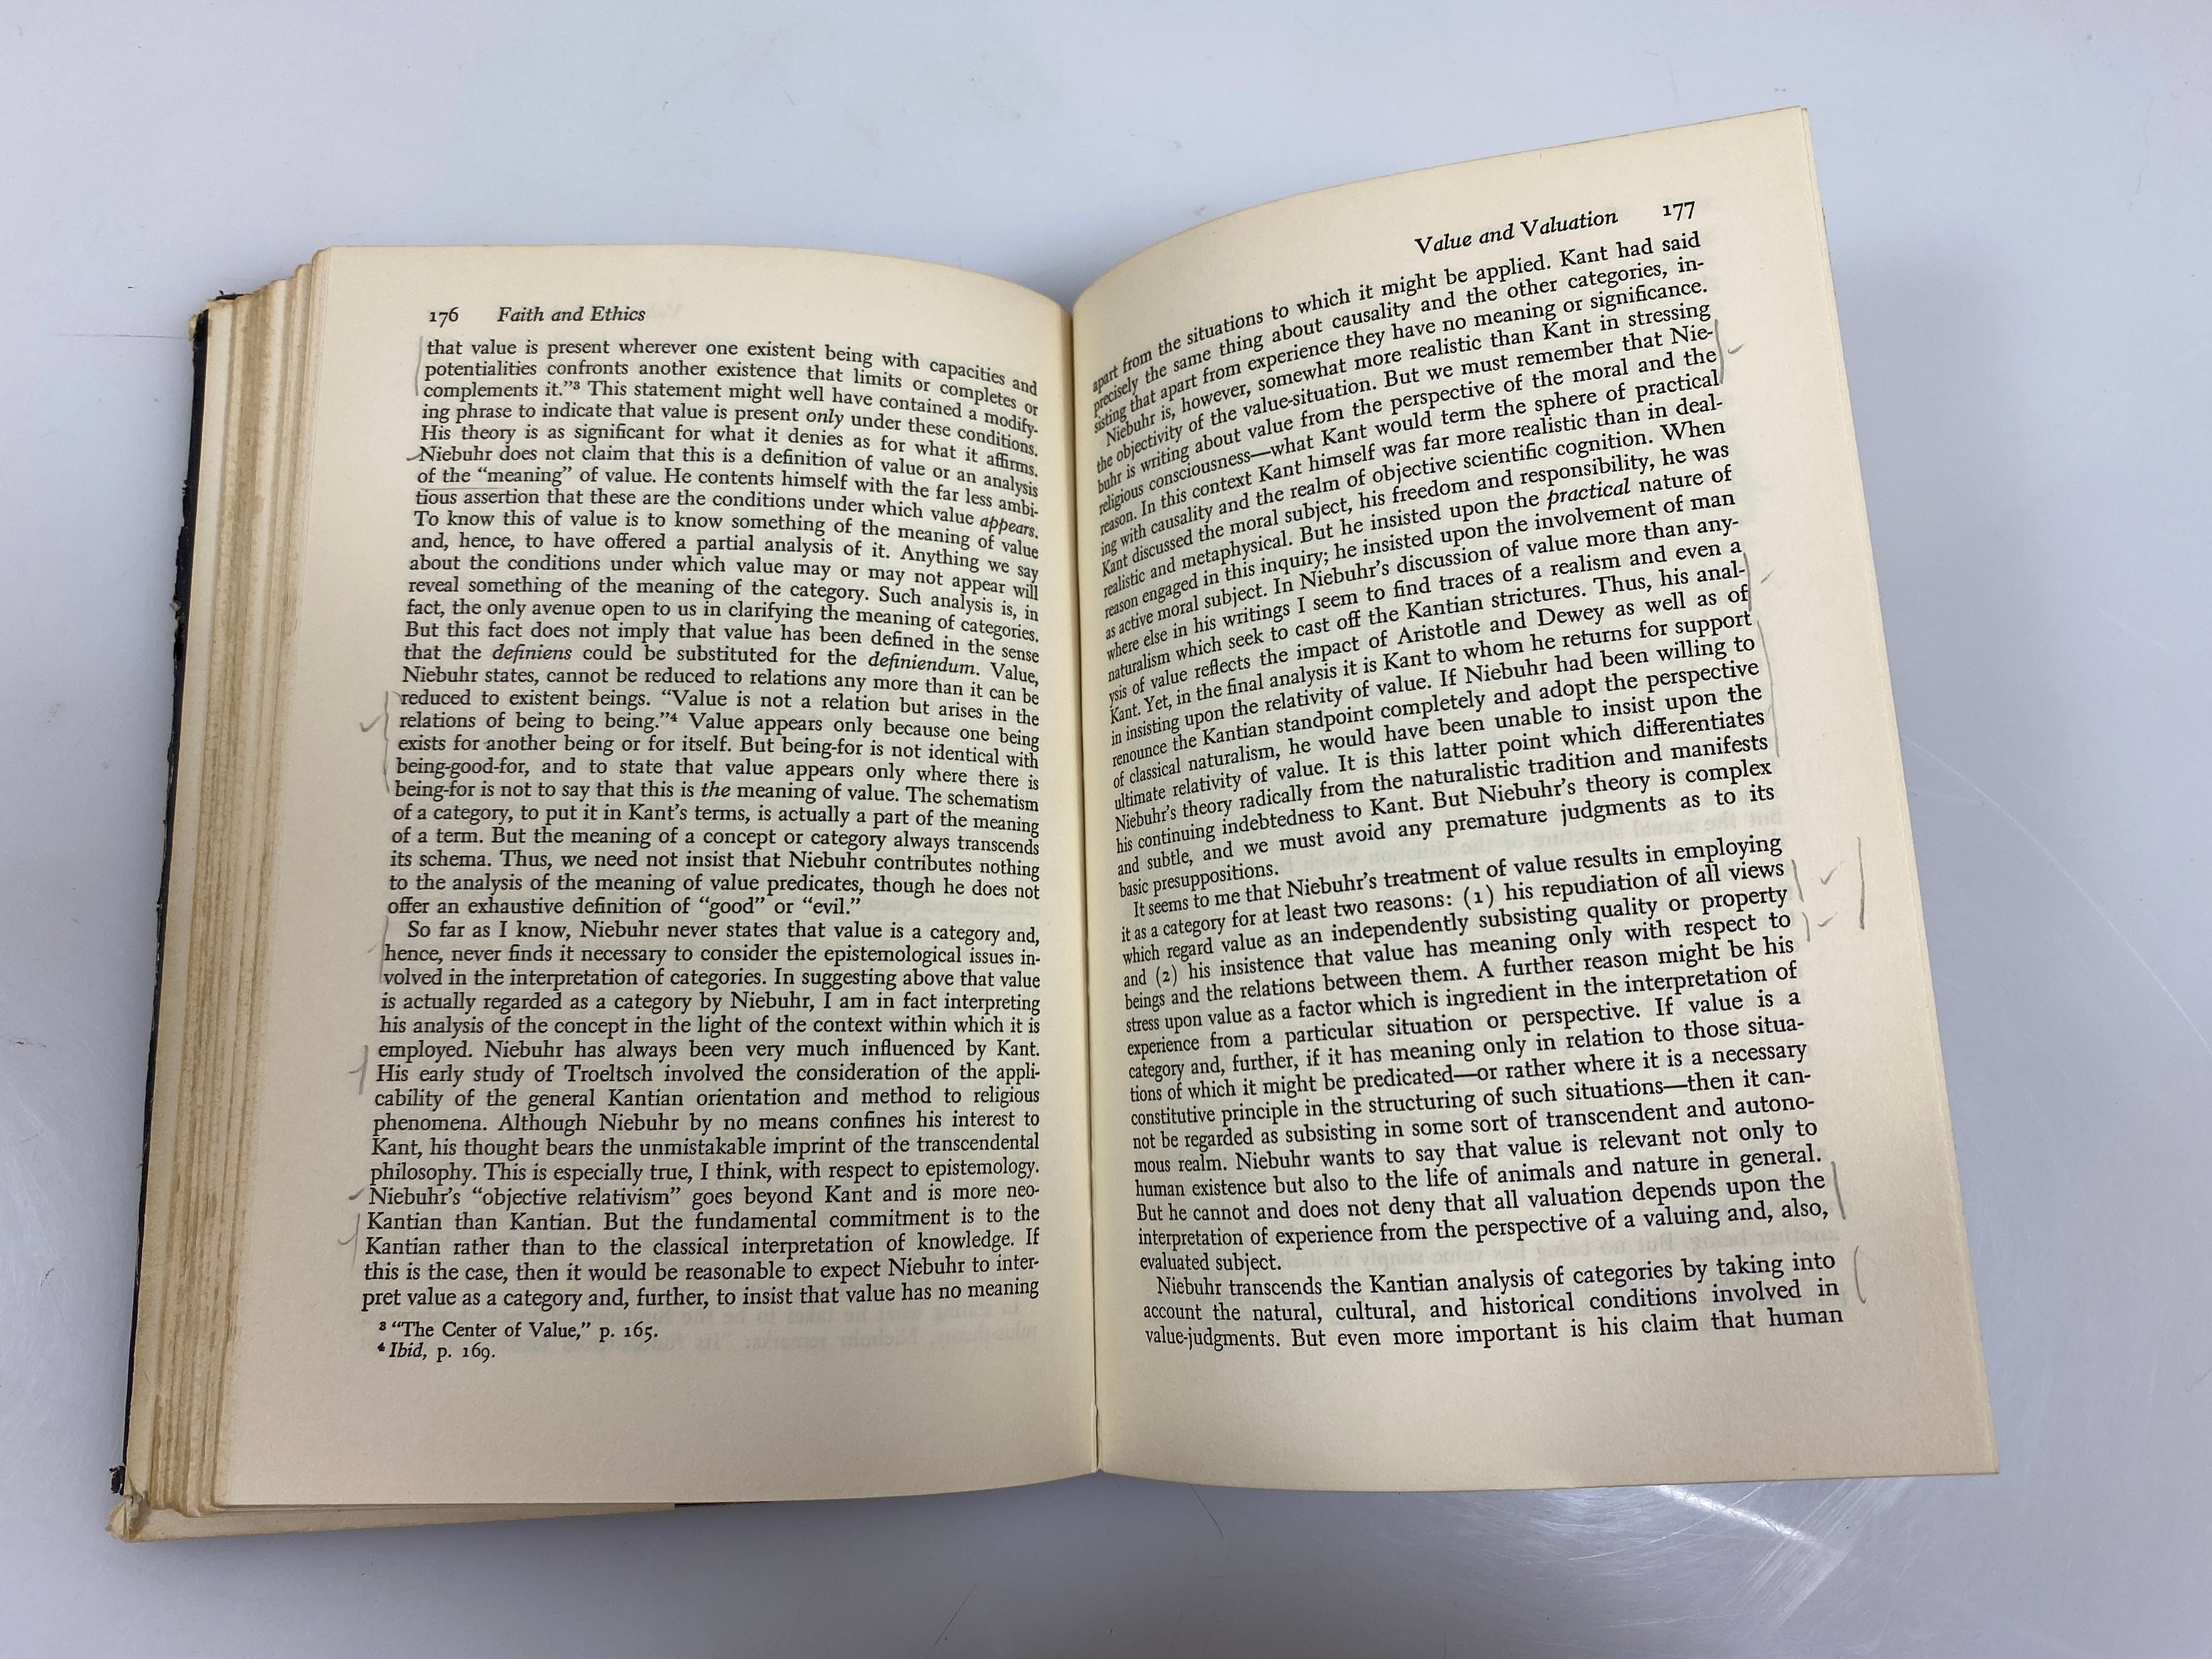 176 Faith and Ethics
that value is present wherever one existent being with capacities and
potentialities confronts another existence that limits or completes or
complements it.”³ This statement might well have contained a modify-
ing phrase to indicate that value is present only under these conditions.
His theory is as significant for what it denies as for what it affirms.
Niebuhr does not claim that this is a definition of value or an analysis
of the “meaning” of value. He contents himself with the far less ambi-
tious assertion that these are the conditions under which value appears.
To know this of value is to know something of the meaning of value
and, hence, to have offered a partial analysis of it. Anything we say
about the conditions under which value may or may not appear will
reveal something of the meaning of the category. Such analysis is, in
fact, the only avenue open to us in clarifying the meaning of categories.
But this fact does not imply that value has been defined in the sense
that the definiens could be substituted for the definiendum. Value,
Niebuhr states, cannot be reduced to relations any more than it can be
reduced to existent beings. “Value is not a relation but arises in the
relations of being to being.”⁴ Value appears only because one being
exists for another being or for itself. But being-for is not identical with
being-good-for, and to state that value appears only where there is
being-for is not to say that this is the meaning of value. The schematism
of a category, to put it in Kant’s terms, is actually a part of the meaning
of a term. But the meaning of a concept or category always transcends
its schema. Thus, we need not insist that Niebuhr contributes nothing
to the analysis of the meaning of value predicates, though he does not
offer an exhaustive definition of “good” or “evil.”
So far as I know, Niebuhr never states that value is a category and,
hence, never finds it necessary to consider the epistemological issues in-
volved in the interpretation of categories. In suggesting above that value
is actually regarded as a category by Niebuhr, I am in fact interpreting
his analysis of the concept in the light of the context within which it is
employed. Niebuhr has always been very much influenced by Kant.
His early study of Troeltsch involved the consideration of the appli-
cability of the general Kantian orientation and method to religious
phenomena. Although Niebuhr by no means confines his interest to
Kant, his thought bears the unmistakable imprint of the transcendental
philosophy. This is especially true, I think, with respect to epistemology.
Niebuhr’s “objective relativism” goes beyond Kant and is more neo-
Kantian than Kantian. But the fundamental commitment is to the
Kantian rather than to the classical interpretation of knowledge. If
this is the case, then it would be reasonable to expect Niebuhr to inter-
pret value as a category and, further, to insist that value has no meaning
³ “The Center of Value,” p. 165.
⁴ Ibid, p. 169.
Value and Valuation 177
apart from the situations to which it might be applied. Kant had said
precisely the same thing about causality and the other categories, in-
sisting that apart from experience they have no meaning or significance.
Niebuhr is, however, somewhat more realistic than Kant in stressing
the objectivity of the value-situation. But we must remember that Nie-
buhr is writing about value from the perspective of the moral and the
religious consciousness—what Kant would term the sphere of practical
reason. In this context Kant himself was far more realistic than in deal-
ing with causality and the realm of objective scientific cognition. When
Kant discussed the moral subject, his freedom and responsibility, he was
realistic and metaphysical. But he insisted upon the practical nature of
reason engaged in this inquiry; he insisted upon the involvement of man
as active moral subject. In Niebuhr’s discussion of value more than any-
where else in his writings I seem to find traces of a realism and even a
naturalism which seek to cast off the Kantian strictures. Thus, his anal-
ysis of value reflects the impact of Aristotle and Dewey as well as of
Kant. Yet, in the final analysis it is Kant to whom he returns for support
in insisting upon the relativity of value. If Niebuhr had been willing to
renounce the Kantian standpoint completely and adopt the perspective
of classical naturalism, he would have been unable to insist upon the
ultimate relativity of value. It is this latter point which differentiates
Niebuhr’s theory radically from the naturalistic tradition and manifests
his continuing indebtedness to Kant. But Niebuhr’s theory is complex
and subtle, and we must avoid any premature judgments as to its
basic presuppositions.
It seems to me that Niebuhr’s treatment of value results in employing
it as a category for at least two reasons: (1) his repudiation of all views
which regard value as an independently subsisting quality or property
and (2) his insistence that value has meaning only with respect to
beings and the relations between them. A further reason might be his
stress upon value as a factor which is ingredient in the interpretation of
experience from a particular situation or perspective. If value is a
category and, further, if it has meaning only in relation to those situa-
tions of which it might be predicated—or rather where it is a necessary
constitutive principle in the structuring of such situations—then it can-
not be regarded as subsisting in some sort of transcendent and autono-
mous realm. Niebuhr wants to say that value is relevant not only to
human existence but also to the life of animals and nature in general.
But he cannot and does not deny that all valuation depends upon the
interpretation of experience from the perspective of a valuing and, also,
evaluated subject.
Niebuhr transcends the Kantian analysis of categories by taking into
account the natural, cultural, and historical conditions involved in
value-judgments. But even more important is his claim that human